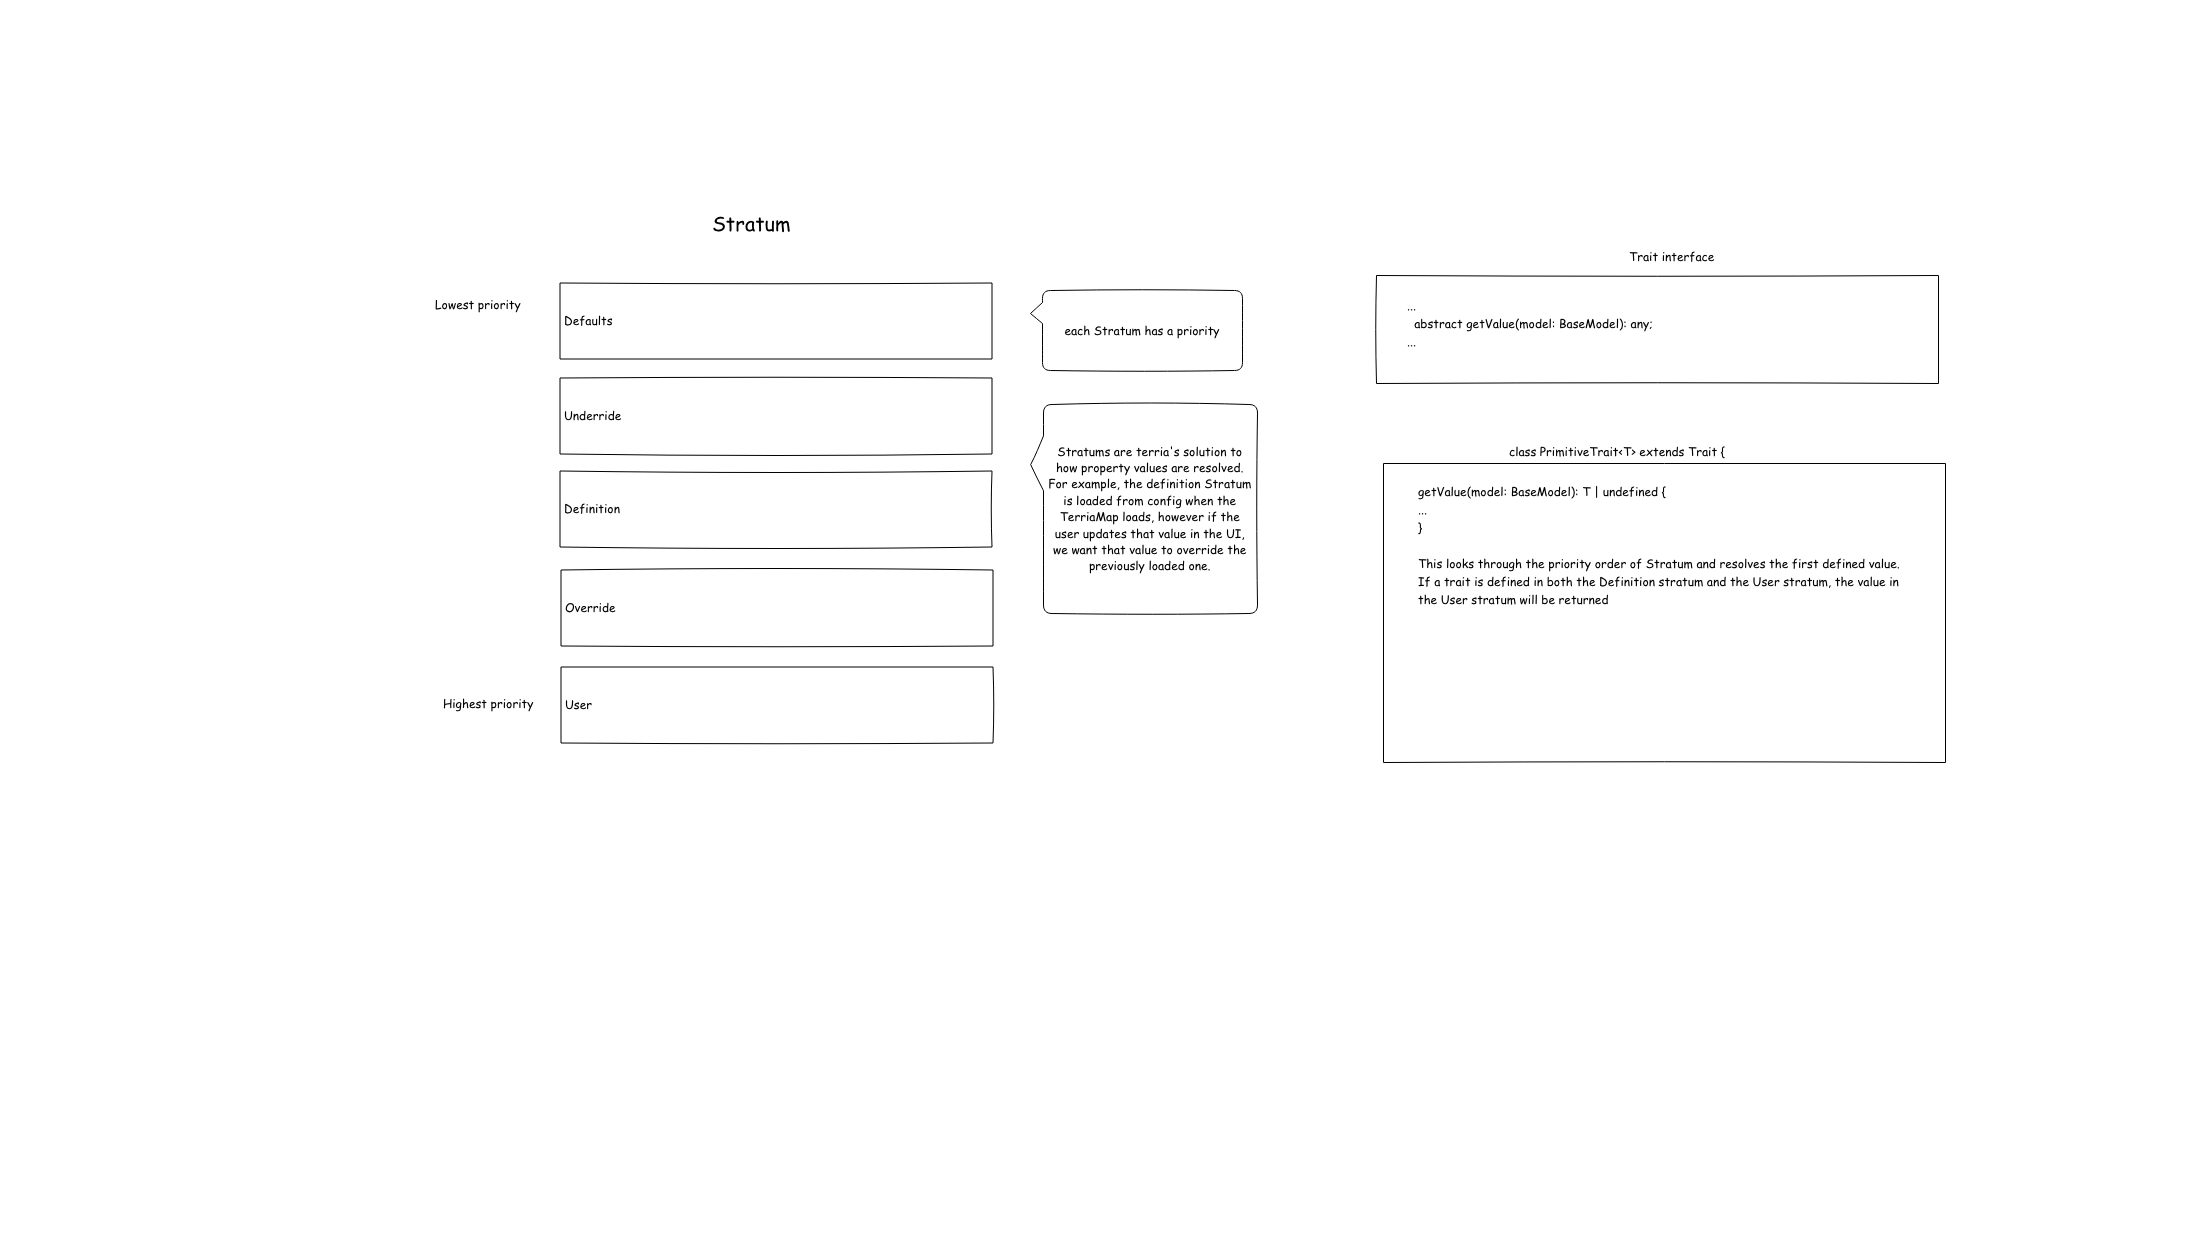 Stratum
Lowest priority
Defaults
Underride
Definition
Override
Highest priority
User
each Stratum has a priority
Stratums are terria's solution to
how property values are resolved.
For example, the definition Stratum
is loaded from config when the
TerriaMap loads, however if the
user updates that value in the UI,
we want that value to override the
previously loaded one.
Trait interface
...
abstract getValue(model: BaseModel): any;
...
class PrimitiveTrait<T> extends Trait {
getValue(model: BaseModel): T | undefined {
...
}
This looks through the priority order of Stratum and resolves the first defined value.
If a trait is defined in both the Definition stratum and the User stratum, the value in
the User stratum will be returned